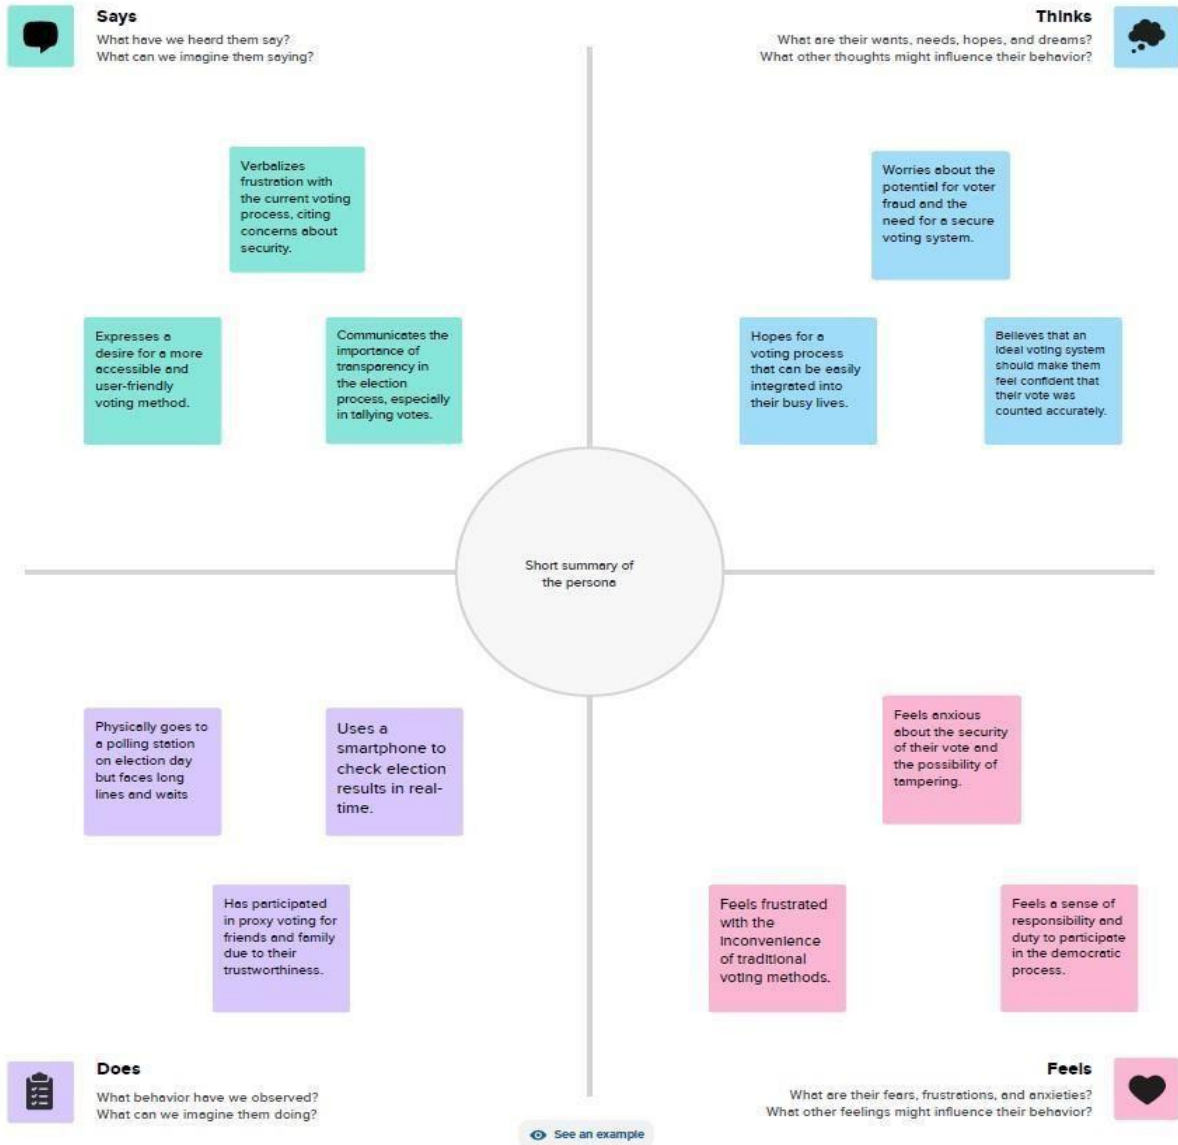 Says
What have we heard them say?
What can we imagine them saying?
Thinks
What are their wants, needs, hopes, and dreams?
What other thoughts might influence their behavior?
Verbalizes
frustration with
the current voting
process, citing
concerns about
security.
Expresses a
desire for a more
accessible and
user-friendly
voting method.
Communicates the
importance of
transparency in
the election
process, especially
in tallying votes.
Worries about the
potential for voter
fraud and the
need for a secure
voting system.
Hopes for a
voting process
that can be easily
integrated into
their busy lives.
Believes that an
ideal voting system
should make them
feel confident that
their vote was
counted accurately.
Short summary of
the persona
Physically goes to
a polling station
on election day
but faces long
lines and waits
Uses a
smartphone to
check election
results in real-
time.
Has participated
in proxy voting for
friends and family
due to their
trustworthiness.
Feels anxious
about the security
of their vote and
the possibility of
tampering.
Feels frustrated
with the
inconvenience
of traditional
voting methods.
Feels a sense of
responsibility and
duty to participate
in the democratic
process.
Does
What behavior have we observed?
What can we imagine them doing?
Feels
What are their fears, frustrations, and anxieties?
What other feelings might influence their behavior?
See an example